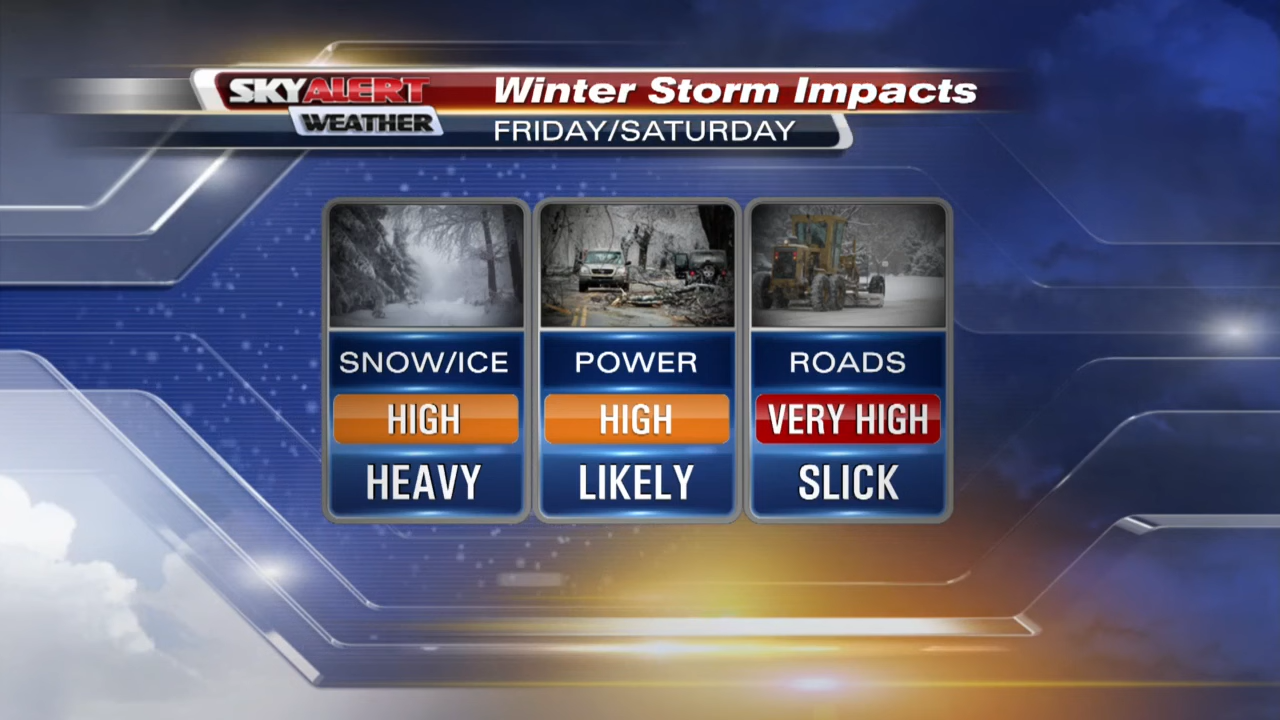 SKYALERT
WEATHER
Winter Storm Impacts
FRIDAY/SATURDAY
SNOW/ICE
HIGH
HEAVY
POWER
HIGH
LIKELY
ROADS
VERY HIGH
SLICK